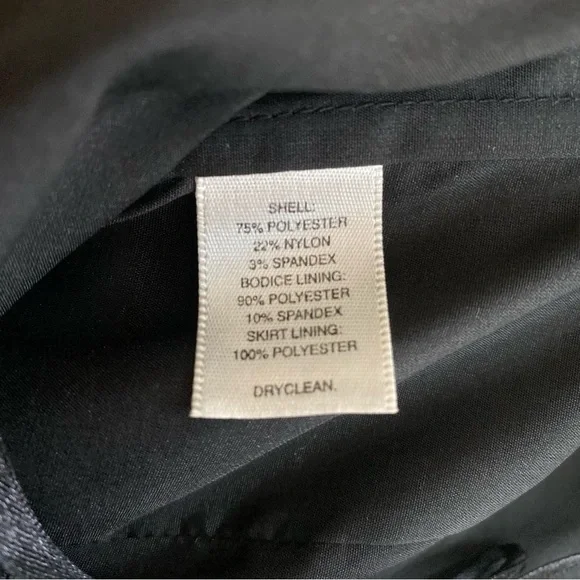 SHELL:
75% POLYESTER
22% NYLON
3% SPANDEX
BODICE LINING:
90% POLYESTER
10% SPANDEX
SKIRT LINING:
100% POLYESTER
DRYCLEAN.